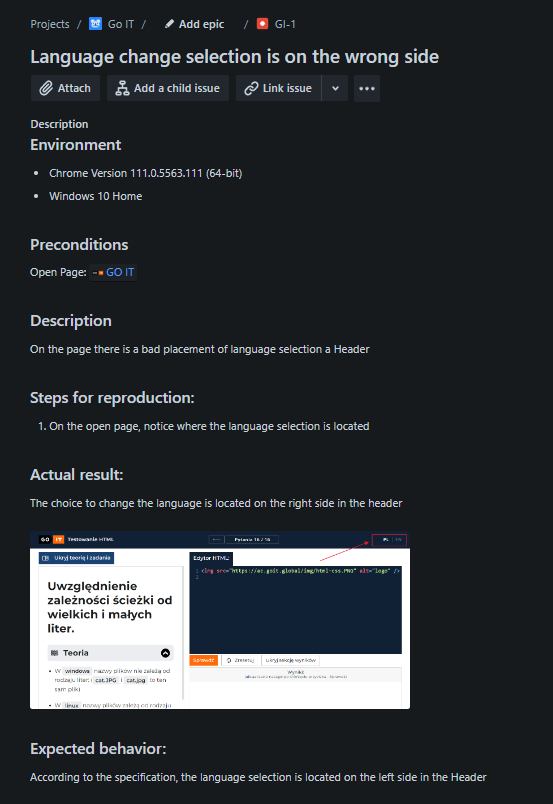 Projects / Go IT / Add epic / GI-1
Language change selection is on the wrong side
Attach Add a child issue Link issue
Description
Environment
• Chrome Version 111.0.5563.111 (64-bit)
• Windows 10 Home
Preconditions
Open Page: GO IT
Description
On the page there is a bad placement of language selection a Header
Steps for reproduction:
1. On the open page, notice where the language selection is located
Actual result:
The choice to change the language is located on the right side in the header
GO IT Testowanie HTML Pytania 16 / 16 PL
Ukryj teorię i zadania Edytor HTML:
1 <img src="https://ac.goit.global/img/html-css.PNG" alt="logo" />
2
Uwzględnienie
zależności ścieżki od
wielkich i małych
liter.
Teoria
Sprawdź Zresetuj Ukryj sekcję wyników
• W windows nazwy plików nie zależą od
rodzaju liter: i cat.JPG i cat.jpg to ten
sam plik)
Wynik:
• W linux nazwy plików zależą od rodzaju
Expected behavior:
According to the specification, the language selection is located on the left side in the Header